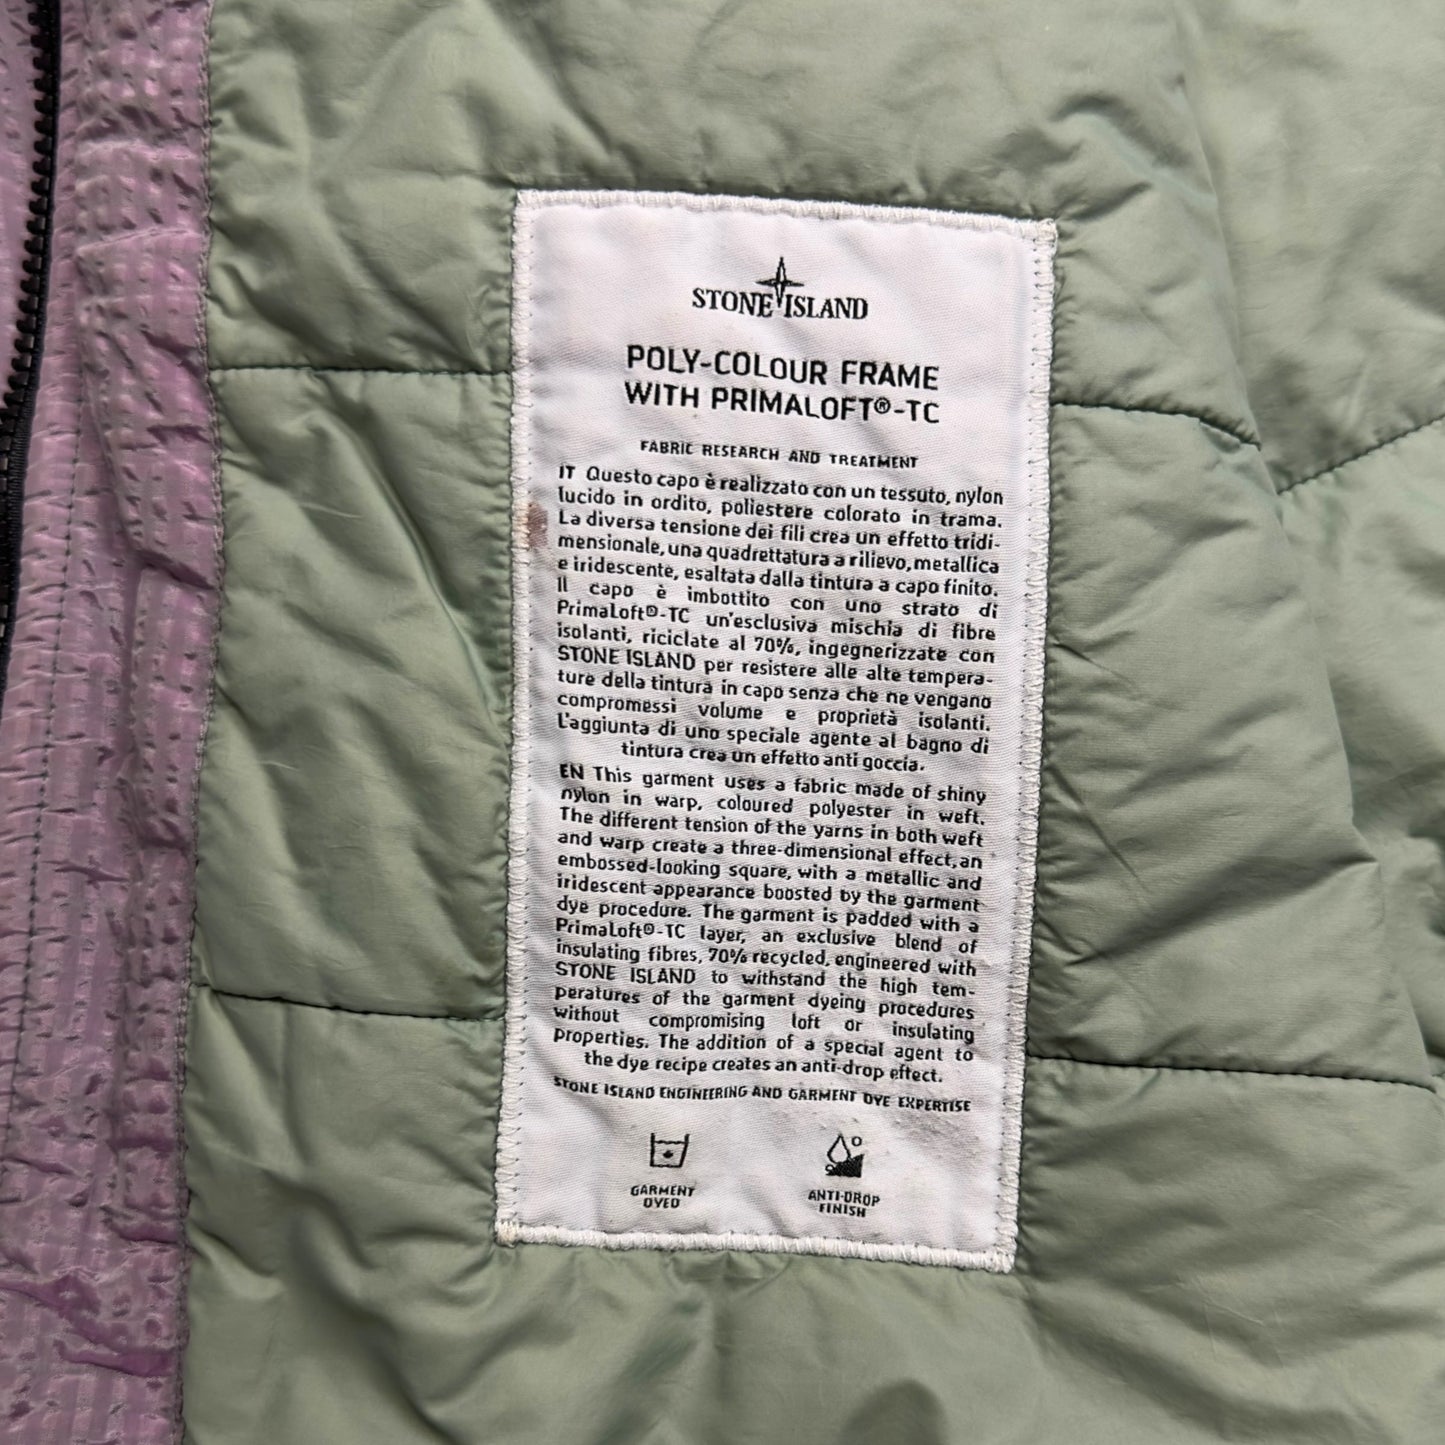 STONE ISLAND
POLY-COLOUR FRAME
WITH PRIMALOFT®-TC
FABRIC RESEARCH AND TREATMENT
IT Questo capo è realizzato con un tessuto, nylon
lucido in ordito, poliestere colorato in trama.
La diversa tensione dei fili crea un effetto tridi-
mensionale, una quadrettatura a rilievo, metallica
e iridescente, esaltata dalla tintura a capo finito.
Il capo è imbottito con uno strato di
PrimaLoft®-TC un'esclusiva mischia di fibre
isolanti, riciclate al 70%, ingegnerizzate con
STONE ISLAND per resistere alle alte tempera-
ture della tintura in capo senza che ne vengano
compromessi volume e proprietà isolanti.
L'aggiunta di uno speciale agente al bagno di
tintura crea un effetto anti goccia.
EN This garment uses a fabric made of shiny
nylon in warp, coloured polyester in weft.
The different tension of the yarns in both weft
and warp create a three-dimensional effect, an
embossed-looking square, with a metallic and
iridescent appearance boosted by the garment
dye procedure. The garment is padded with a
PrimaLoft®-TC layer, an exclusive blend of
insulating fibres, 70% recycled, engineered with
STONE ISLAND to withstand the high tem-
peratures of the garment dyeing procedures
without compromising loft or insulating
properties. The addition of a special agent to
the dye recipe creates an anti-drop effect.
STONE ISLAND ENGINEERING AND GARMENT DYE EXPERTISE
GARMENT
DYED
ANTI-DROP
FINISH